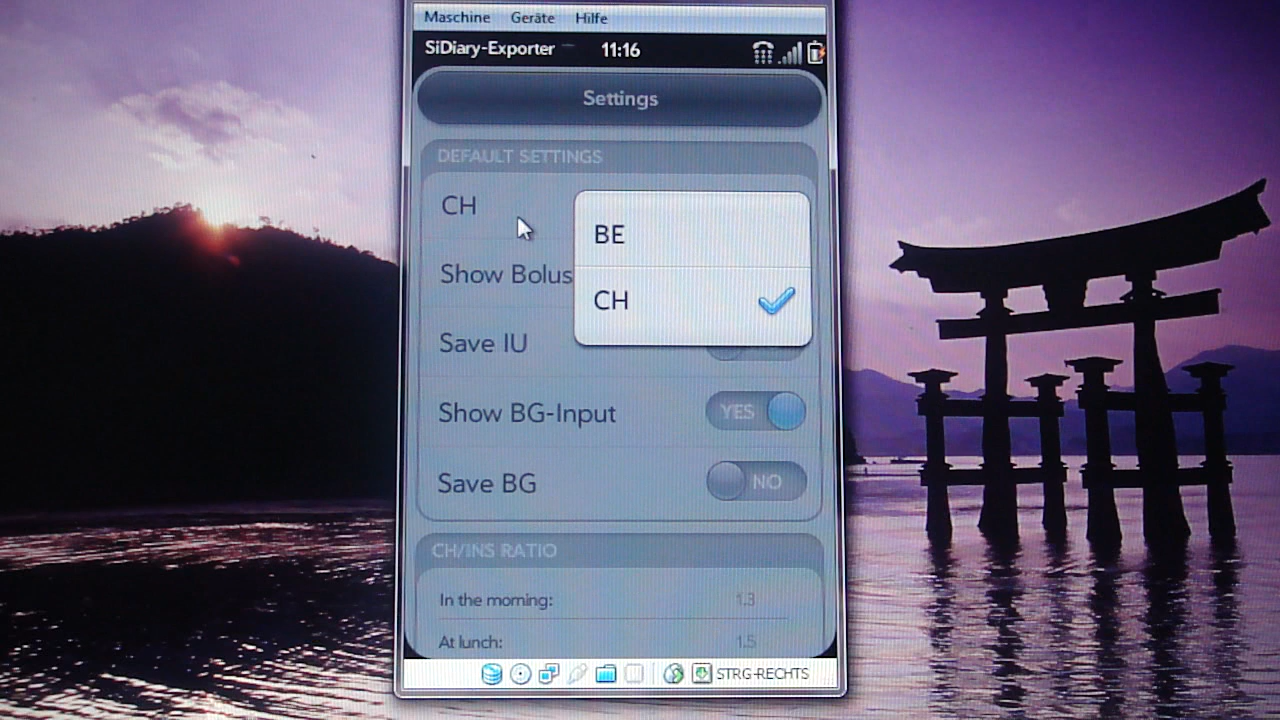 Maschine Geräte Hilfe
SiDiary-Exporter 11:16
Settings
DEFAULT SETTINGS
CH
BE
Show Bolus
CH
Save IU
Show BG-Input YES
Save BG NO
CH/INS RATIO
In the morning: 1.3
At lunch: 1.5
STRG-RECHTS